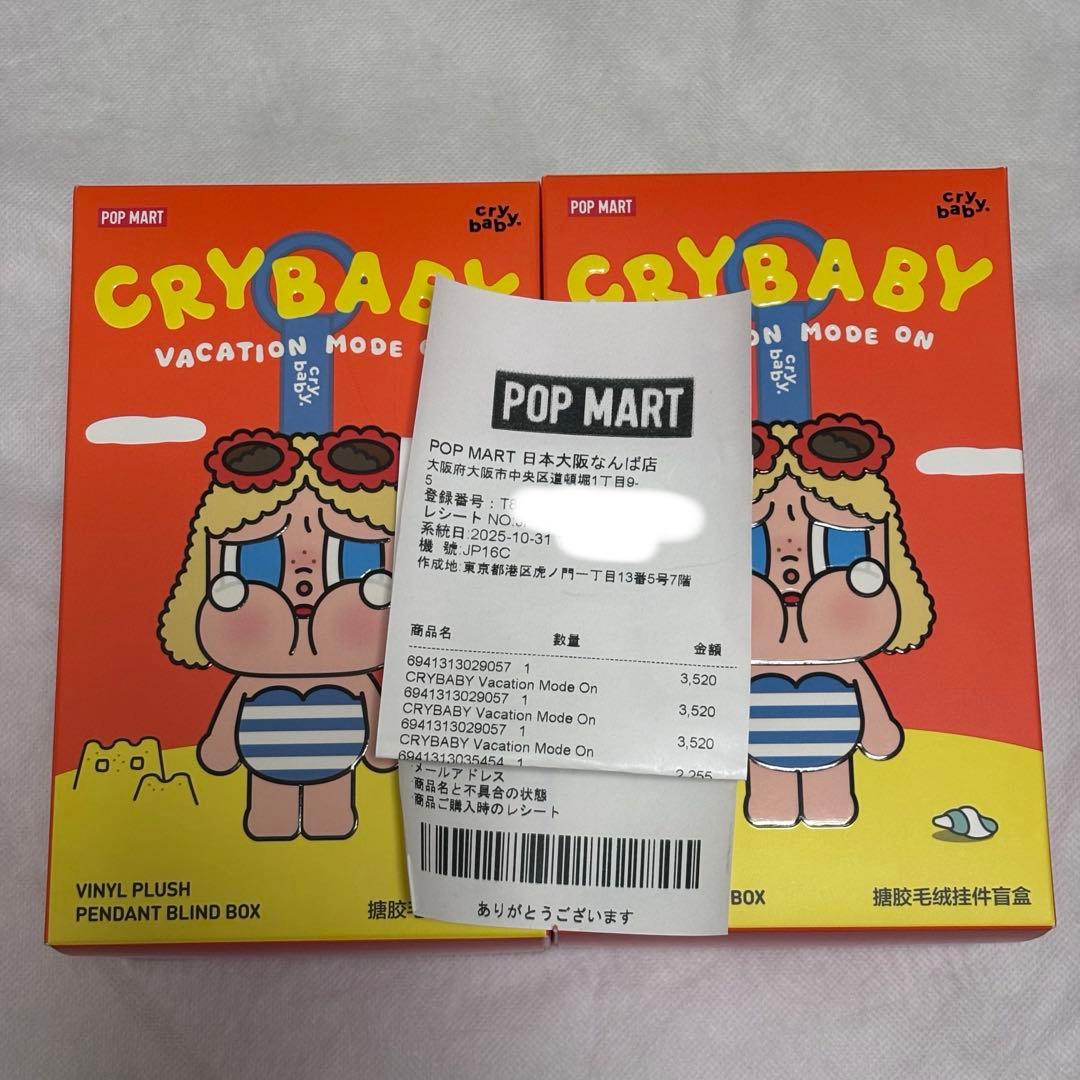 POP MART
cry
baby.
CRYBABY
VACATION MODE
cry
baby.
VINYL PLUSH
PENDANT BLIND BOX
搪胶
POP MART
cry
baby.
CRYBABY
ON MODE ON
cry
baby.
BOX
搪胶毛绒挂件盲盒
POP MART
POP MART 日本大阪なんば店
大阪府大阪市中央区道頓堀1丁目9-
5
登録番号：T8
レシート NO.
系統日:2025-10-31
機 號:JP16C
作成地:東京都港区虎ノ門一丁目13番5号7階
商品名 数量 金額
6941313029057 1 3,520
CRYBABY Vacation Mode On
6941313029057 1 3,520
CRYBABY Vacation Mode On
6941313029057 1 3,520
CRYBABY Vacation Mode On
6941313035454 1 2,255
・メールアドレス
・商品名と不具合の状態
・商品ご購入時のレシート
ありがとうございます